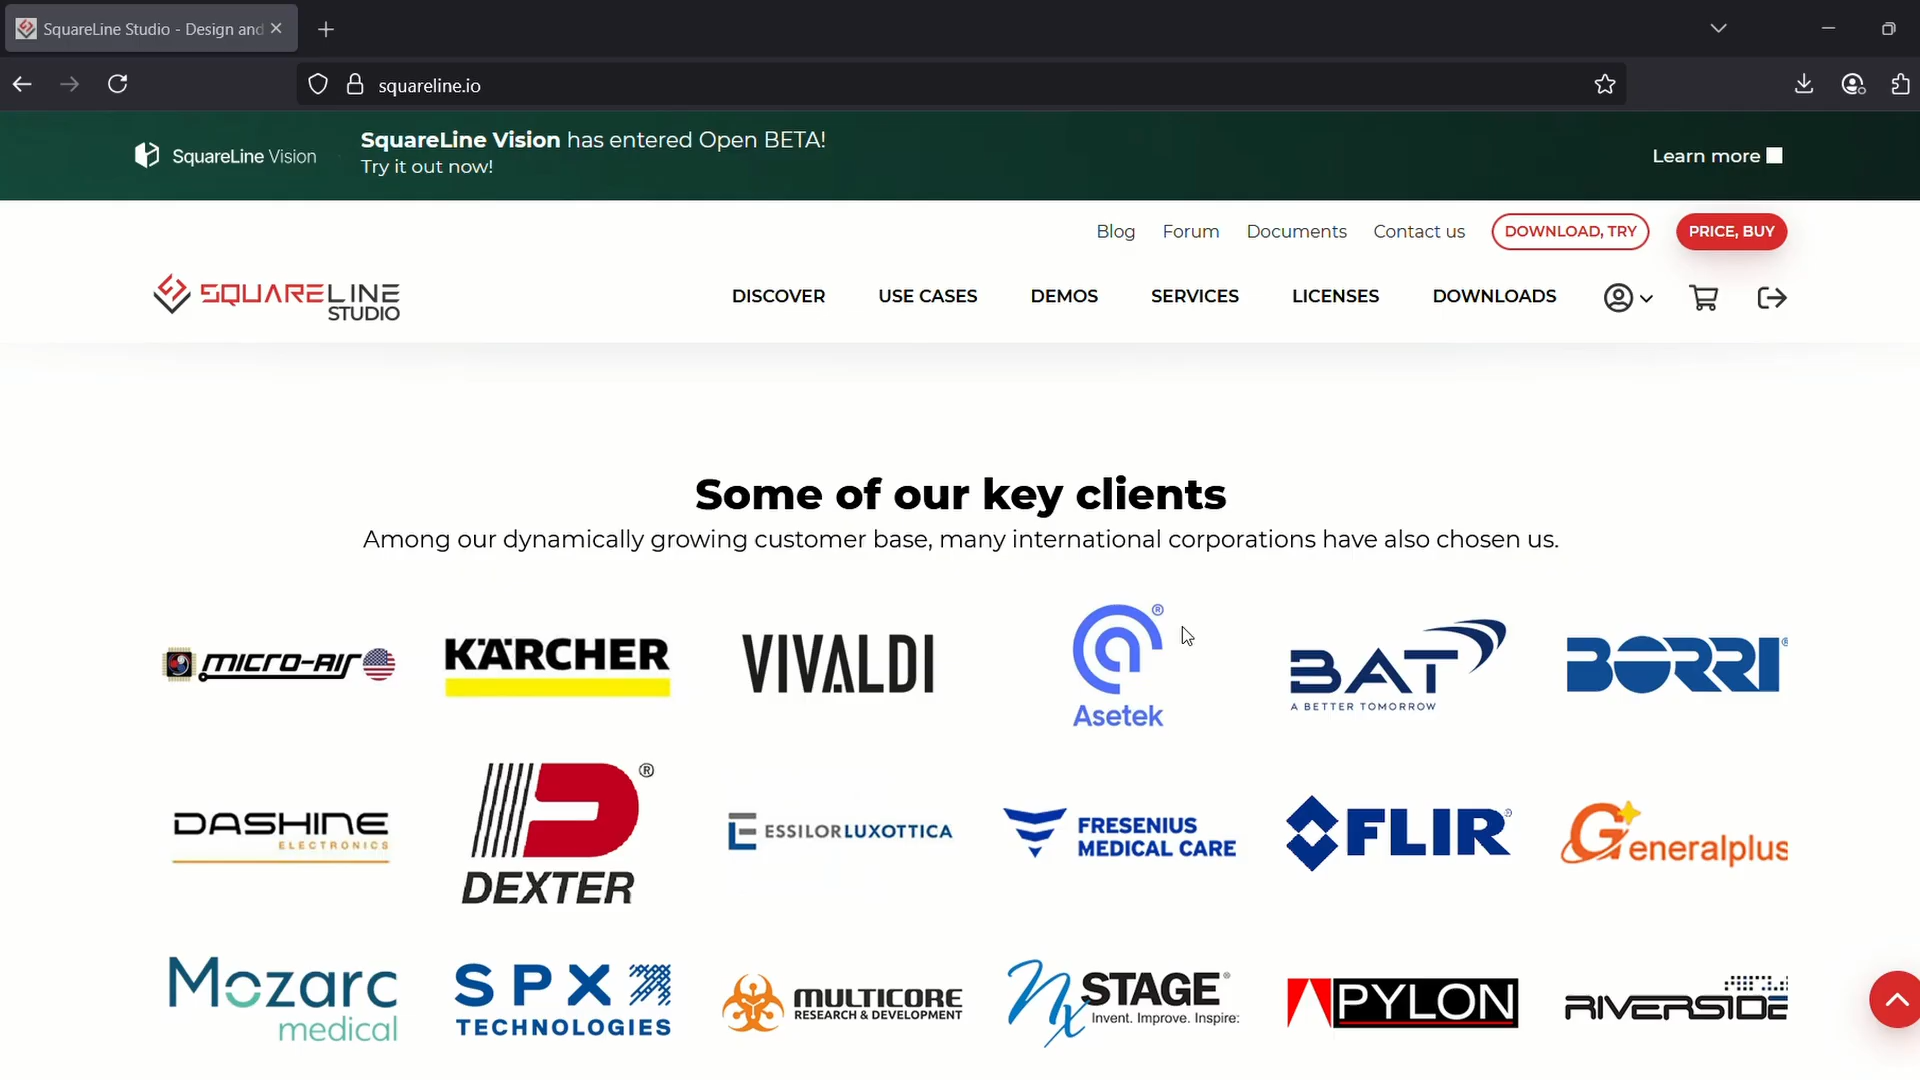 SquareLine Studio - Design and
squareline.io
SquareLine Vision
SquareLine Vision has entered Open BETA!
Try it out now!
Learn more
Blog Forum Documents Contact us DOWNLOAD, TRY PRICE, BUY
SQUARELINE
STUDIO
DISCOVER USE CASES DEMOS SERVICES LICENSES DOWNLOADS
Some of our key clients
Among our dynamically growing customer base, many international corporations have also chosen us.
MICRO-AIR
KÄRCHER
VIVALDI
®
Asetek
BAT
A BETTER TOMORROW
BORRI®
DASHINE
ELECTRONICS
®
DEXTER
ESSILORLUXOTTICA
FRESENIUS
MEDICAL CARE
FLIR®
Generalplus
Mozarc
medical
SPX
TECHNOLOGIES
MULTICORE
RESEARCH & DEVELOPMENT
NxSTAGE®
Invent. Improve. Inspire:
PYLON
RIVERSIDE